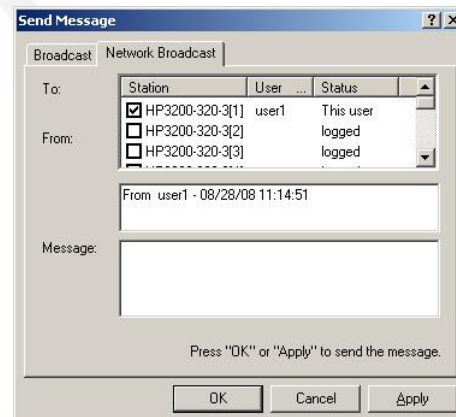 Send Message
Broadcast Network Broadcast
To:
Station User ... Status
HP3200-320-3[1] user1 This user
HP3200-320-3[2] logged
From:
HP3200-320-3[3] logged
From user1 - 08/28/08 11:14:51
Message:
Press "OK" or "Apply" to send the message.
OK Cancel Apply